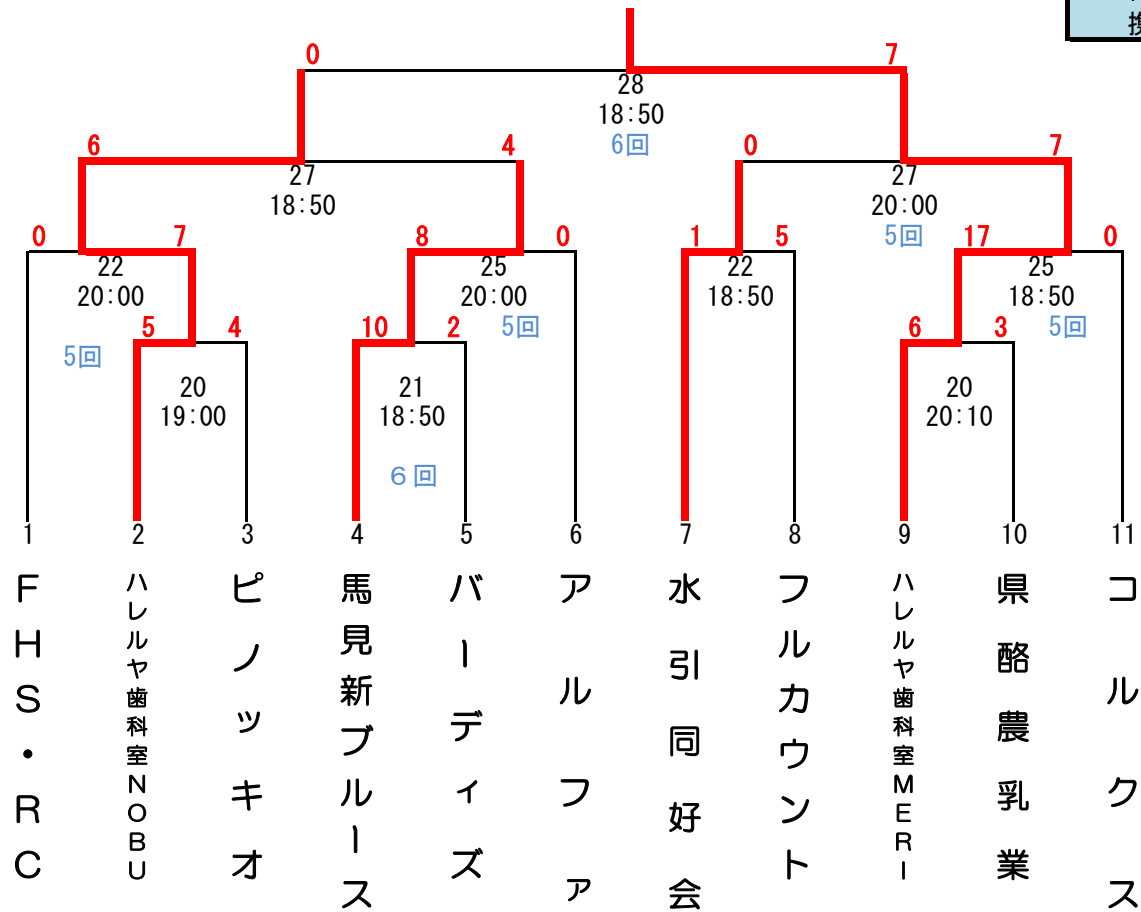 携
0 7
28
18:50
6回
6 4 0 7
27 27
18:50 20:00
5回
0 7 8 0 1 5 17 0
22 25 22 25
20:00 20:00 18:50 18:50
5回 5回
5 4 10 2 6 3
5回
20 21 20
19:00 18:50 20:10
6回
1 2 3 4 5 6 7 8 9 10 11
FHS・RC
ハレルヤ歯科室NOBU
ピノッキオ
馬見新ブルース
バーディズ
アルファ
水引同好会
フルカウント
ハレルヤ歯科室MERI
県酪農乳業
コルクス